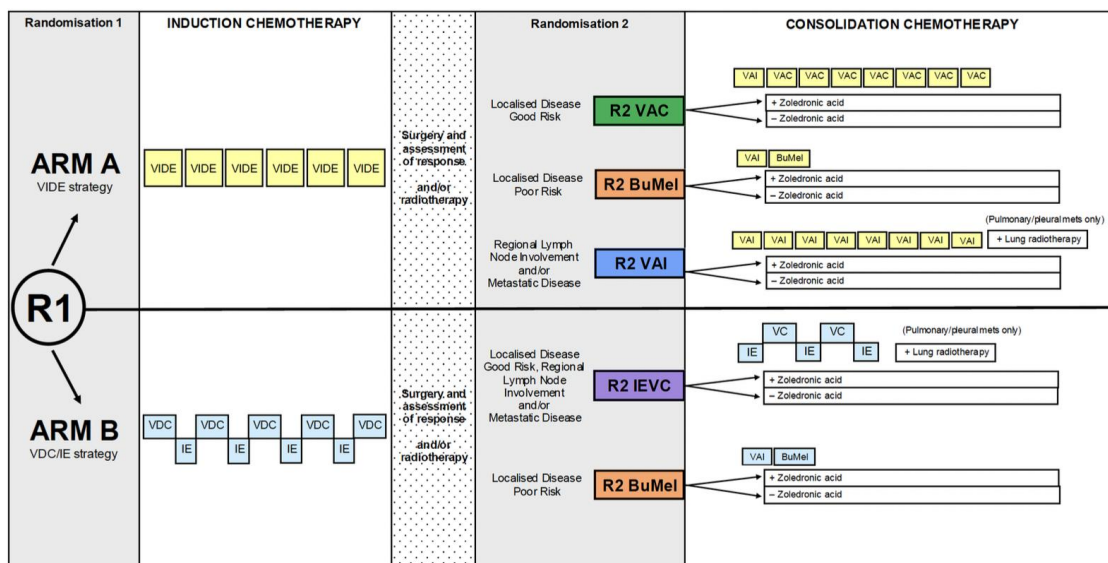 Randomisation 1
INDUCTION CHEMOTHERAPY
Randomisation 2
CONSOLIDATION CHEMOTHERAPY
ARM A
VIDE strategy
VIDE VIDE VIDE VIDE VIDE VIDE
Surgery and
assessment
of response
and/or
radiotherapy
Localised Disease
Good Risk
R2 VAC
VAI VAC VAC VAC VAC VAC VAC VAC
+ Zoledronic acid
– Zoledronic acid
Localised Disease
Poor Risk
R2 BuMel
VAI BuMel
+ Zoledronic acid
– Zoledronic acid
Regional Lymph
Node Involvement
and/or
Metastatic Disease
R2 VAI
(Pulmonary/pleural mets only)
VAI VAI VAI VAI VAI VAI VAI VAI
+ Lung radiotherapy
+ Zoledronic acid
– Zoledronic acid
R1
ARM B
VDC/IE strategy
VDC VDC VDC VDC VDC
IE IE IE IE
Surgery and
assessment
of response
and/or
radiotherapy
Localised Disease
Good Risk, Regional
Lymph Node
Involvement
and/or
Metastatic Disease
R2 IEVC
VC VC
(Pulmonary/pleural mets only)
IE IE IE
+ Lung radiotherapy
+ Zoledronic acid
– Zoledronic acid
Localised Disease
Poor Risk
R2 BuMel
VAI BuMel
+ Zoledronic acid
– Zoledronic acid